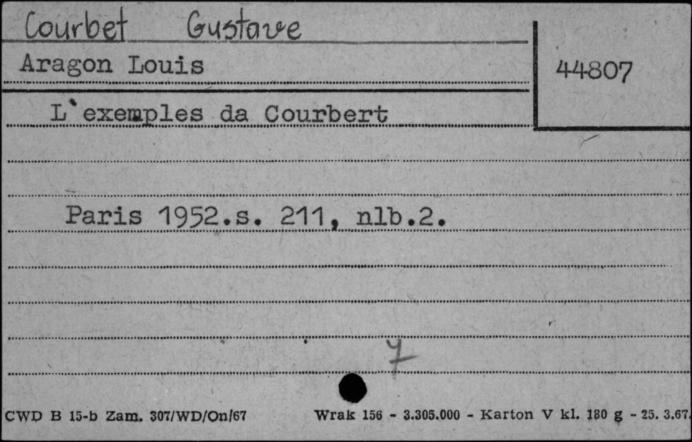 Courbet Gustave
Aragon Louis
44807
L`exemples da Courbert
Paris 1952.s. 211, nlb.2.
7
CWD B 15-b Zam. 307/WD/On/67 Wrak 156 - 3.305.000 - Karton V kl. 180 g - 25. 3.67.